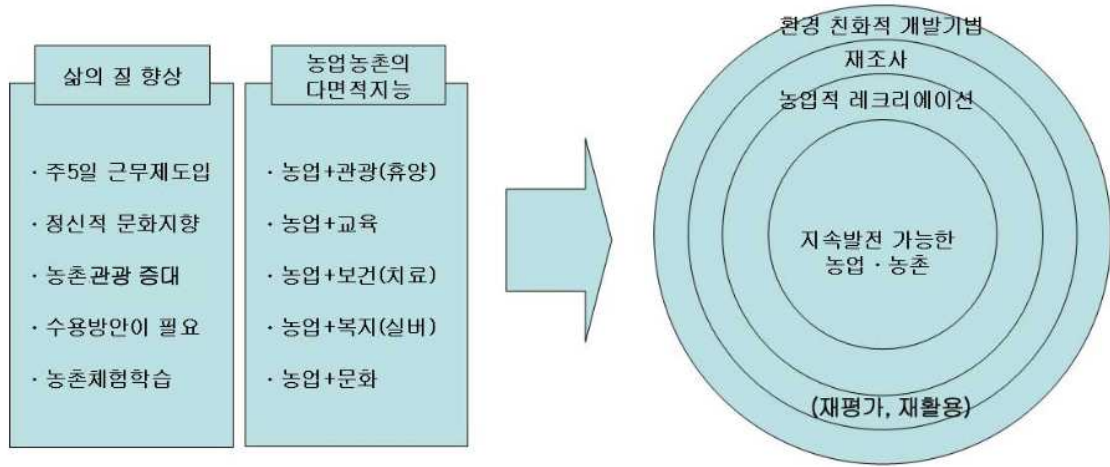 삶의 질 향상
· 주5일 근무제도입
· 정신적 문화지향
· 농촌관광 증대
· 수용방안이 필요
· 농촌체험학습
농업농촌의
다면적지능
· 농업+관광(휴양)
· 농업+교육
· 농업+보건(치료)
· 농업+복지(실버)
· 농업+문화
환경 친화적 개발기법
재조사
농업적 레크리에이션
지속발전 가능한
농업 · 농촌
(재평가, 재활용)